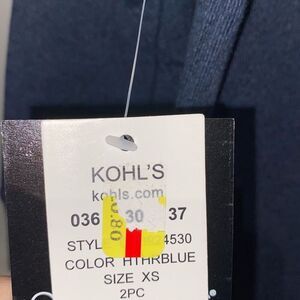 KOHL'S
kohls.com
036 30 37
STYL 4530
COLOR HTHRBLUE
SIZE XS
2PC